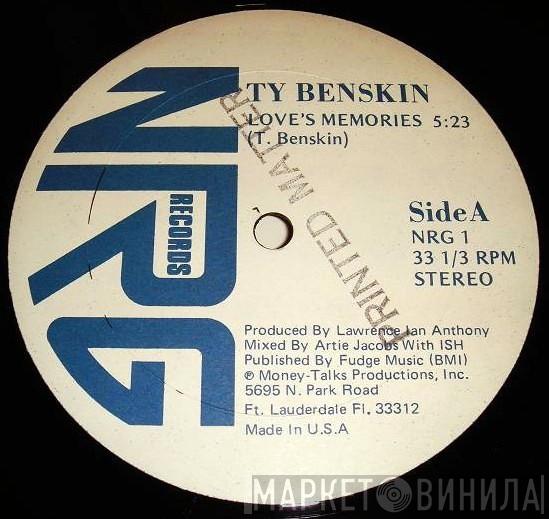 NRG
RECORDS
TY BENSKIN
LOVE'S MEMORIES 5:23
(T. Benskin)
PRINTED MATTER
Side A
NRG 1
33 1/3 RPM
STEREO
Produced By Lawrence Ian Anthony
Mixed By Artie Jacobs With ISH
Published By Fudge Music (BMI)
℗ Money-Talks Productions, Inc.
5695 N. Park Road
Ft. Lauderdale Fl. 33312
Made In U.S.A
МАРКЕТ ВИНИЛА